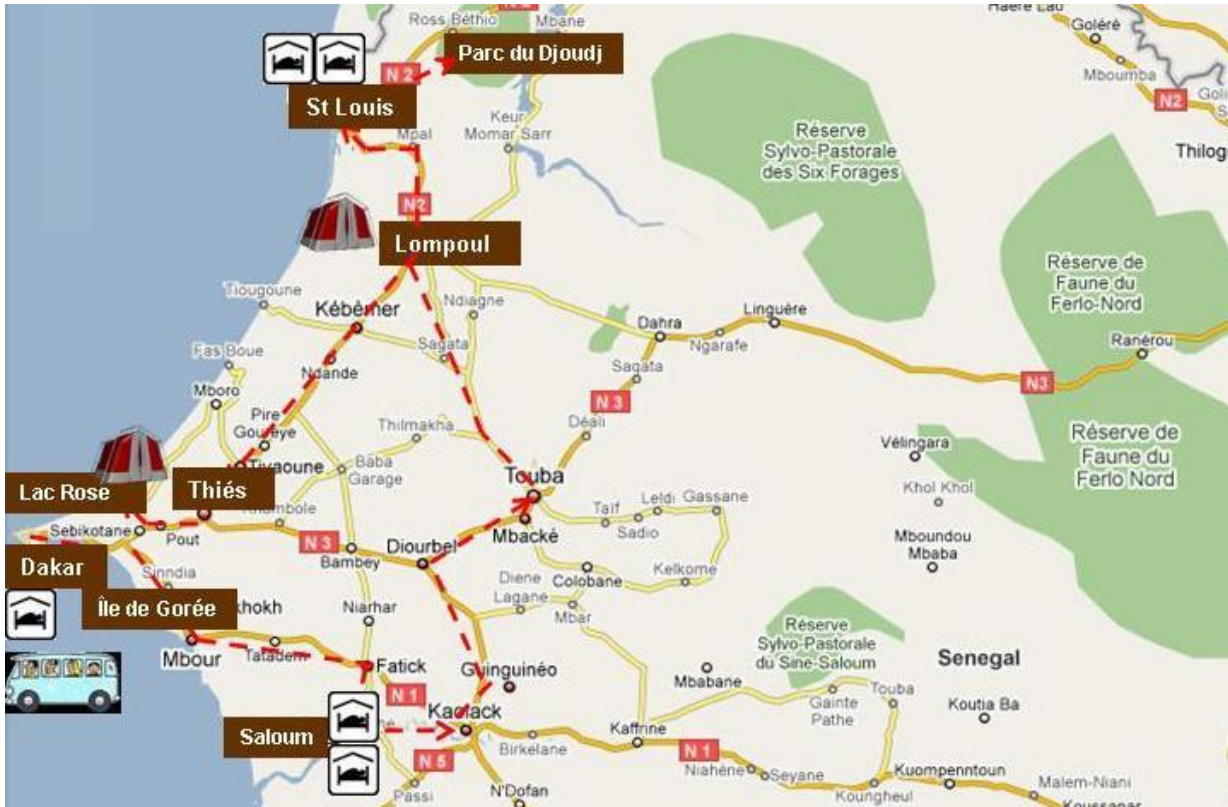 Ross Béthio
Mbane
Haere Lao
Goléré
Parc du Djoudj
Mboumba
N 2
N2
St Louis
Keur
Momar Sarr
Mpal
Réserve
Sylvo-Pastorale
des Six Forages
Thilog
N2
Lompoul
Réserve de
Faune du
Ferlo-Nord
Tiougoune
Kébémer
Ndiagne
Linguère
Dahra
Ngarafe
Ranérou
Sagata
Sagata
Fas Boue
Ndande
N3
Mboro
N 3
Pire
Goureye
Thilmakha
Déali
Réserve de
Faune du
Ferlo Nord
Vélingara
Tivaoune
Baba
Garage
Touba
Lac Rose
Thiés
Khol Khol
Leldi
Gassane
Taïf
Sadio
Sebikotane
Pout
N 3
Mbacké
Mboundou
Mbaba
Bambey
Diourbel
Dakar
Sinndia
Colobane
Kelkome
Diene
Lagane
Mbar
Île de Gorée
khokh
Niarhar
Réserve
Sylvo-Pastorale
du Sine-Saloum
Mbour
Tatadem
Fatick
Guinguinéo
Senegal
Mbabane
Touba
N 1
Gainte
Pathe
Koutia Ba
Saloum
Kaolack
Kaffrine
Birkelane
N 1
N 5
Niahène
Seyane
Kuompenntoun
Passi
N'Dofan
Koungheul
Malem-Niani
Koussanar